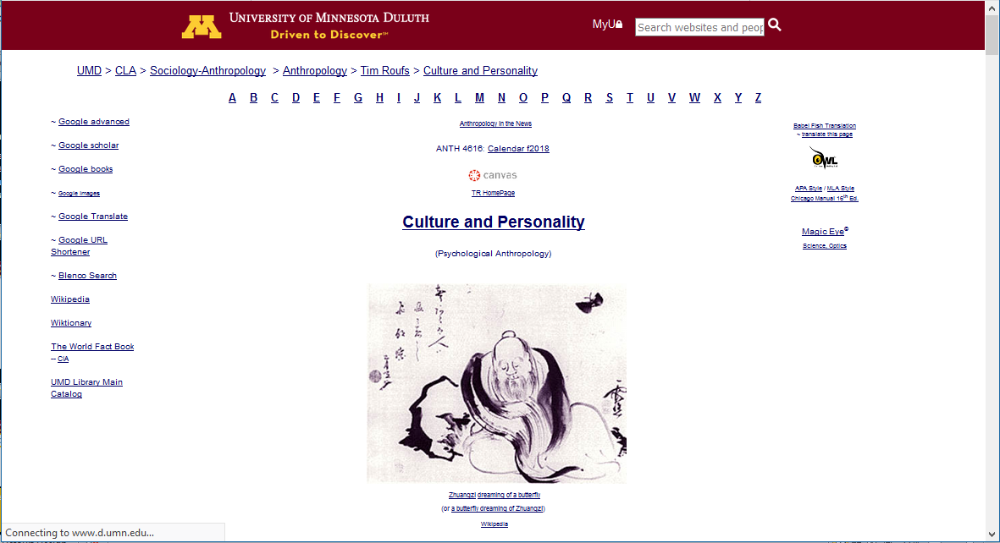 University of Minnesota Duluth
Driven to Discover℠
MyU
Search websites and peop
UMD > CLA > Sociology-Anthropology > Anthropology > Tim Roufs > Culture and Personality
A B C D E F G H I J K L M N O P Q R S T U V W X Y Z
~ Google advanced
~ Google scholar
~ Google books
~ Google Images
~ Google Translate
~ Google URL
Shortener
~ Blenco Search
Wikipedia
Wiktionary
The World Fact Book
-- CIA
UMD Library Main
Catalog
Anthropology in the News
ANTH 4616: Calendar f2018
canvas
TR HomePage
Culture and Personality
(Psychological Anthropology)
Zhuangzi dreaming of a butterfly
(or a butterfly dreaming of Zhuangzi)
Wikipedia
Babel Fish Translation
~ translate this page
OWL
APA Style / MLA Style
Chicago Manual 16th Ed.
Magic Eye©
Science, Optics
Connecting to www.d.umn.edu...